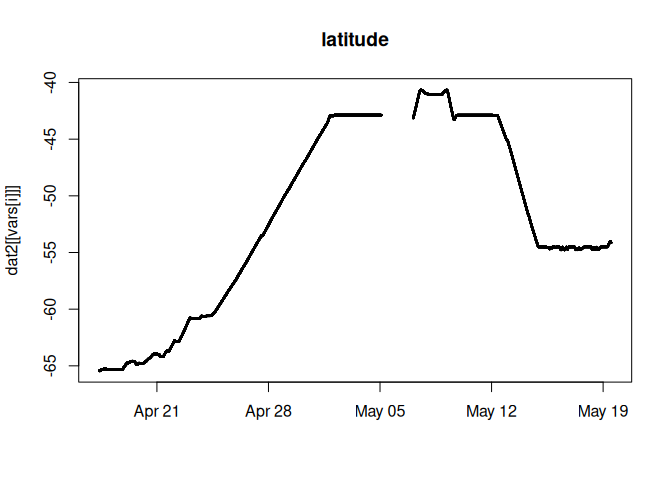 latitude
dat2[[vars[i]]]
-40
-45
-50
-55
-60
-65
Apr 21
Apr 28
May 05
May 12
May 19